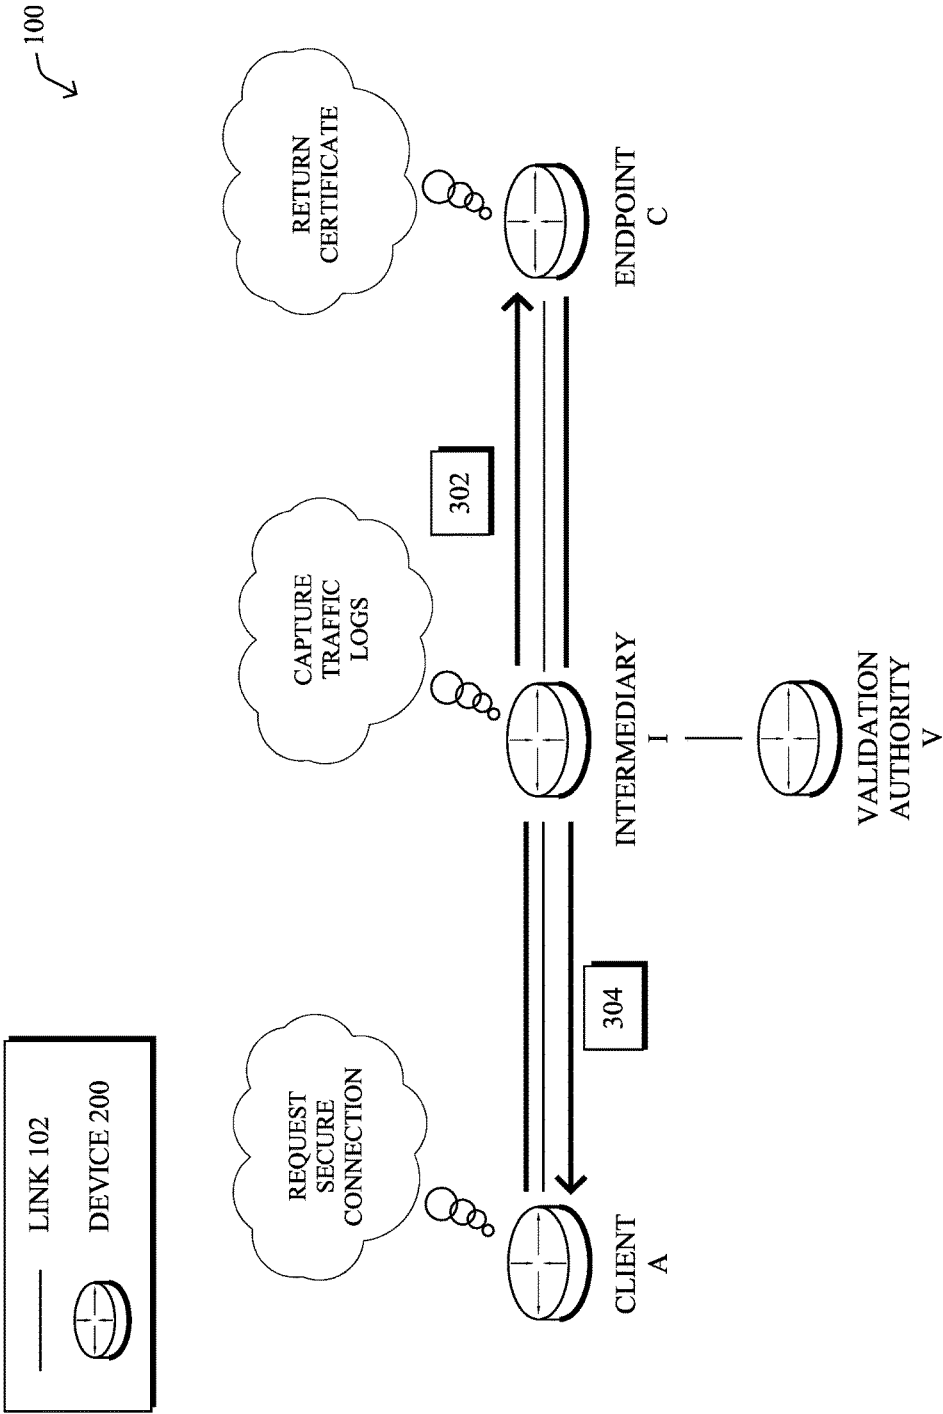 100
LINK 102
DEVICE 200
REQUEST
SECURE
CONNECTION
CAPTURE
TRAFFIC
LOGS
RETURN
CERTIFICATE
302
304
CLIENT
A
INTERMEDIARY
I
ENDPOINT
C
VALIDATION
AUTHORITY
V